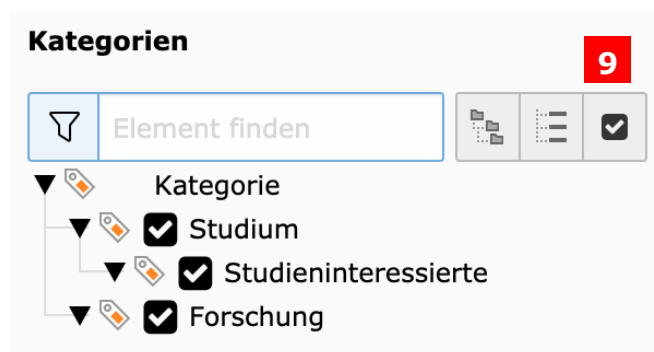 Kategorien
9
Element finden
Kategorie
Studium
Studieninteressierte
Forschung